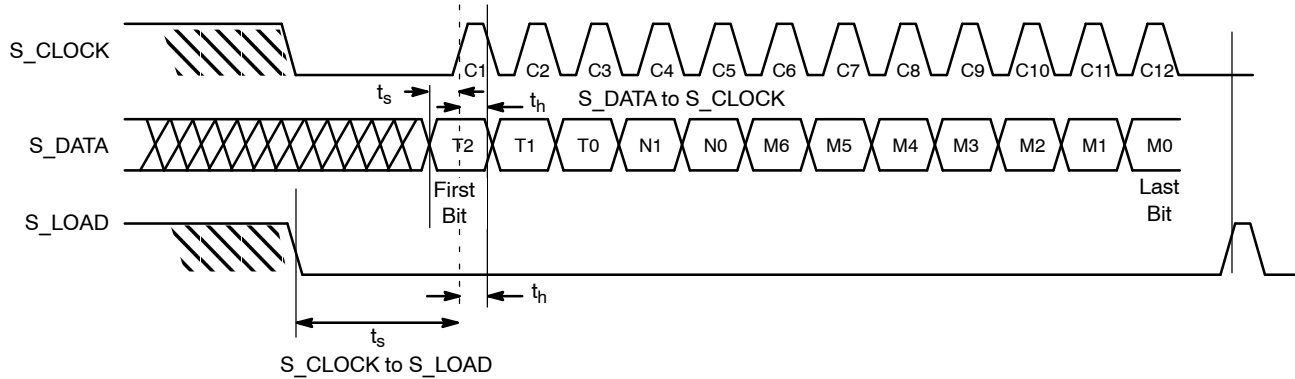 S_CLOCK
C1 C2 C3 C4 C5 C6 C7 C8 C9 C10 C11 C12
ts
th
S_DATA to S_CLOCK
S_DATA
T2 T1 T0 N1 N0 M6 M5 M4 M3 M2 M1 M0
First
Bit
Last
Bit
S_LOAD
th
ts
S_CLOCK to S_LOAD